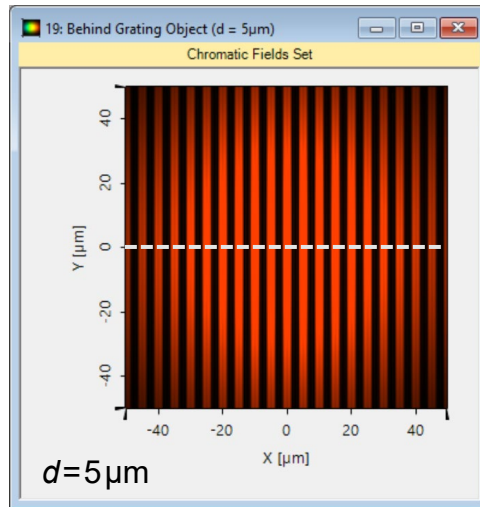 19: Behind Grating Object (d = 5µm)
Chromatic Fields Set
40
20
0
-20
-40
Y [µm]
-40 -20 0 20 40
X [µm]
d=5µm